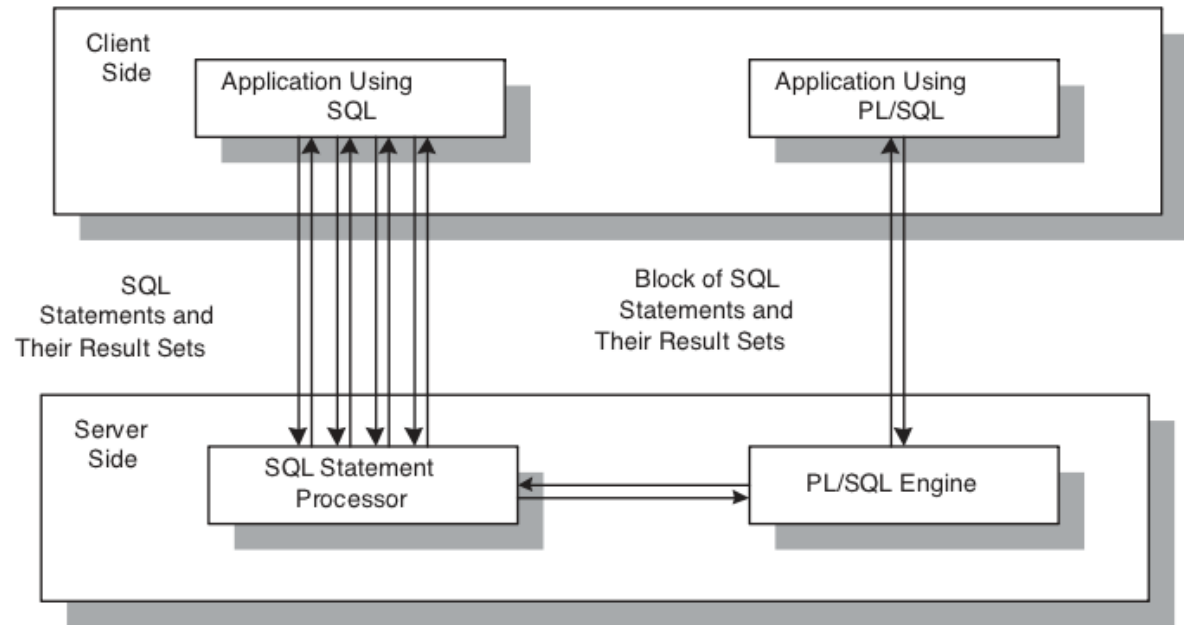 Client
Side
Application Using
SQL
Application Using
PL/SQL
SQL
Statements and
Their Result Sets
Block of SQL
Statements and
Their Result Sets
Server
Side
SQL Statement
Processor
PL/SQL Engine